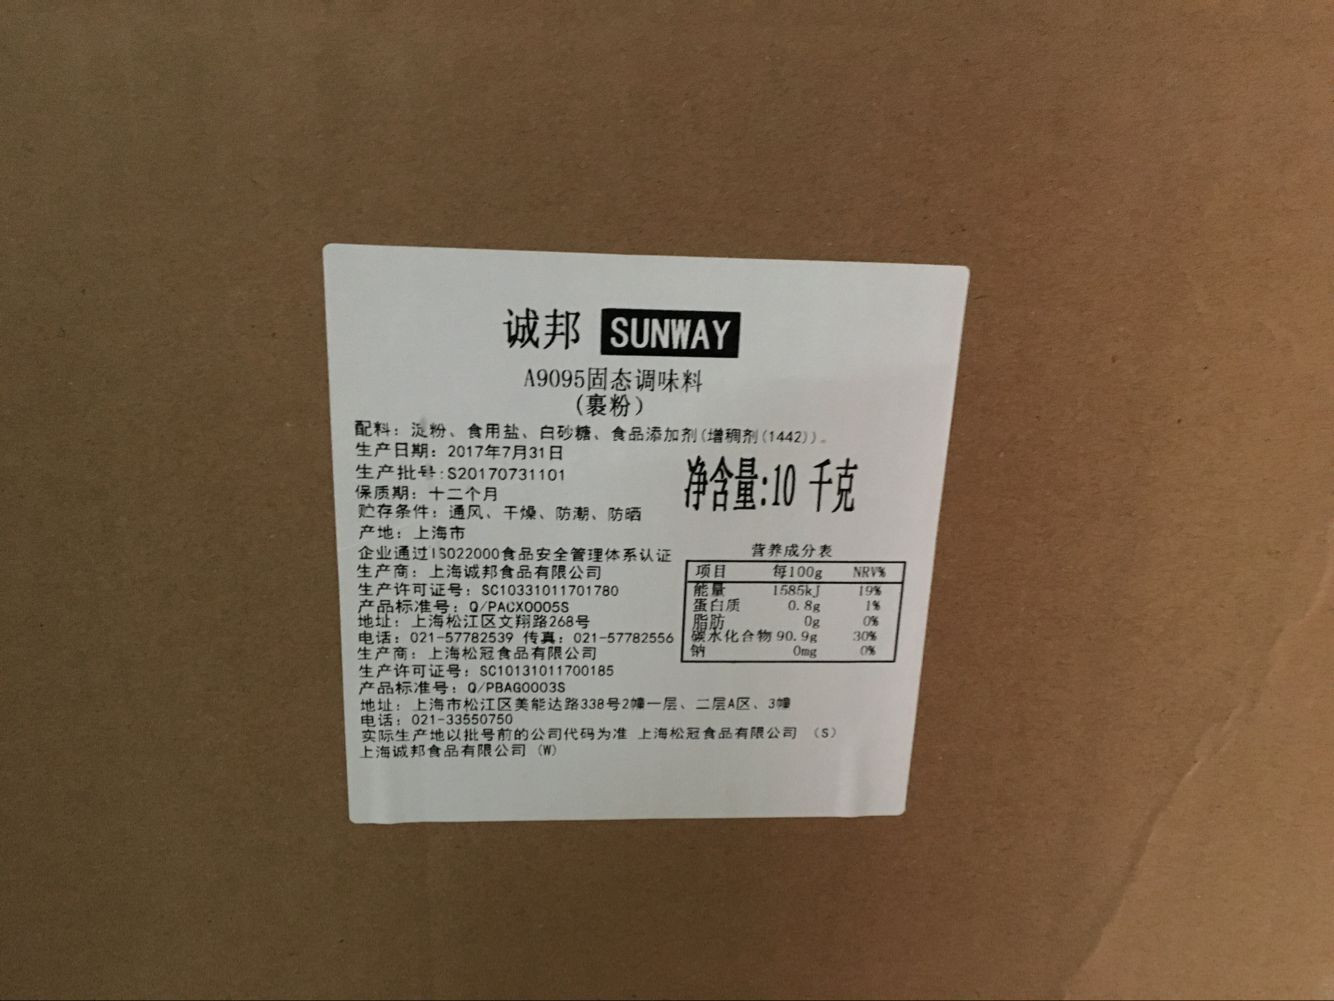 诚邦 SUNWAY
A9095固态调味料
(裹粉)
配料: 淀粉、食用盐、白砂糖、食品添加剂(增稠剂(1442))。
生产日期: 2017年7月31日
生产批号:S20170731101
净含量:10 千克
保质期: 十二个月
贮存条件: 通风、干燥、防潮、防晒
产地: 上海市
企业通过ISO22000食品安全管理体系认证
生产商: 上海诚邦食品有限公司
生产许可证号: SC10331011701780
产品标准号: Q/PACX0005S
地址: 上海松江区文翔路268号
电话: 021-57782539 传真: 021-57782556
生产商: 上海松冠食品有限公司
生产许可证号: SC10131011700185
产品标准号: Q/PBAG0003S
地址: 上海市松江区美能达路338号2幢一层、二层A区、3幢
电话: 021-33550750
实际生产地以批号前的公司代码为准 上海松冠食品有限公司 (S)
上海诚邦食品有限公司 (W)
营养成分表
项目 每100g NRV%
能量 1585kJ 19%
蛋白质 0.8g 1%
脂肪 0g 0%
碳水化合物 90.9g 30%
钠 0mg 0%